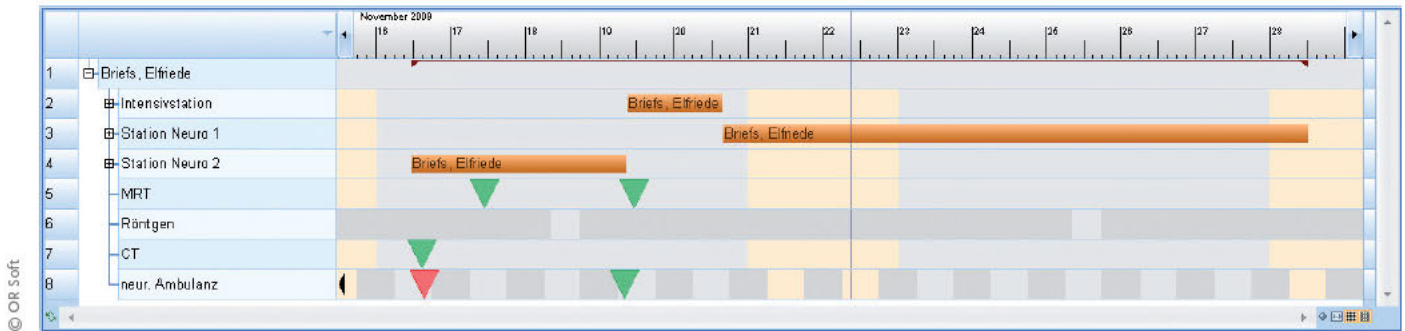 November 2009
16 17 18 19 20 21 22 23 24 25 26 27 28
1 Briefs, Elfriede
2 Intensivstation Briefs, Elfriede
3 Station Neuro 1 Briefs, Elfriede
4 Station Neuro 2 Briefs, Elfriede
5 MRT
6 Röntgen
7 CT
8 neur. Ambulanz
© OR Soft